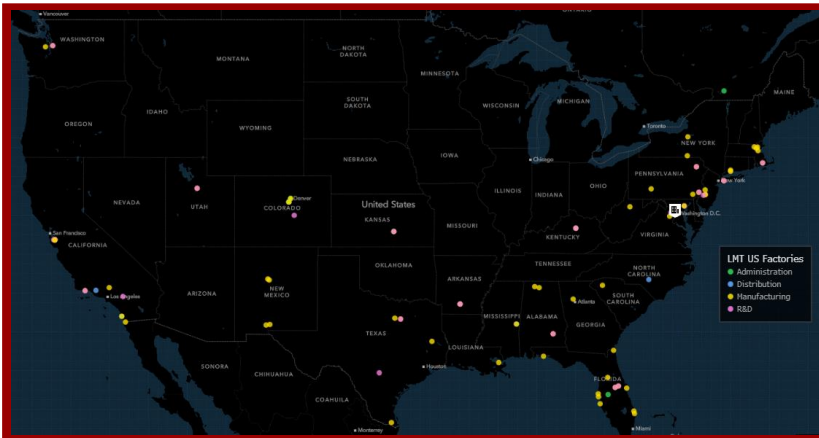 Vancouver
ONTARIO
WASHINGTON
MONTANA
NORTH
DAKOTA
MINNESOTA
MAINE
OREGON
IDAHO
SOUTH
DAKOTA
WISCONSIN
MICHIGAN
Toronto
WYOMING
NEW YORK
NEBRASKA
IOWA
Chicago
PENNSYLVANIA
New York
NEVADA
UTAH
Denver
COLORADO
United States
KANSAS
ILLINOIS
INDIANA
OHIO
Washington D.C.
San Francisco
CALIFORNIA
MISSOURI
KENTUCKY
VIRGINIA
Los Angeles
ARIZONA
NEW
MEXICO
OKLAHOMA
ARKANSAS
TENNESSEE
NORTH
CAROLINA
LMT US Factories
Administration
Distribution
Manufacturing
R&D
MISSISSIPPI
ALABAMA
Atlanta
SOUTH
CAROLINA
GEORGIA
TEXAS
LOUISIANA
SONORA
CHIHUAHUA
Houston
FLORIDA
COAHUILA
Monterrey
Miami